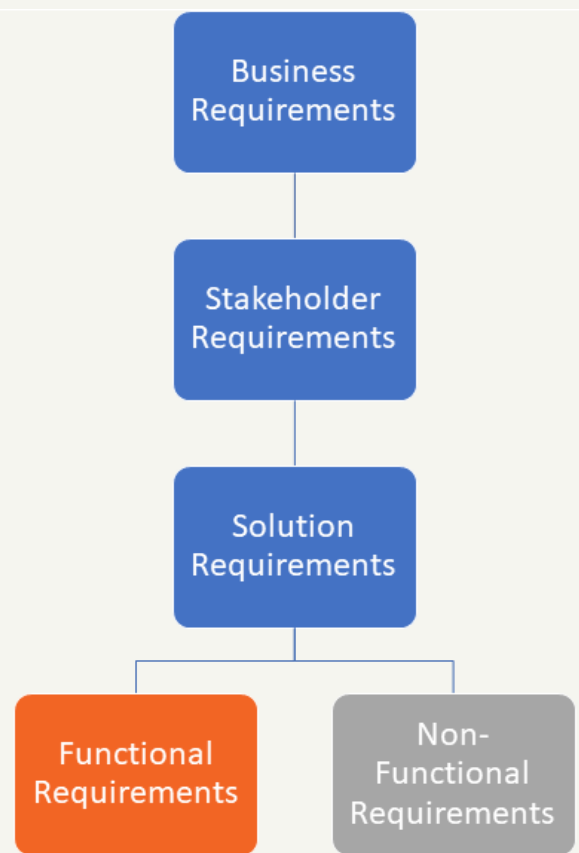 Business
Requirements
Stakeholder
Requirements
Solution
Requirements
Functional
Requirements
Non-
Functional
Requirements